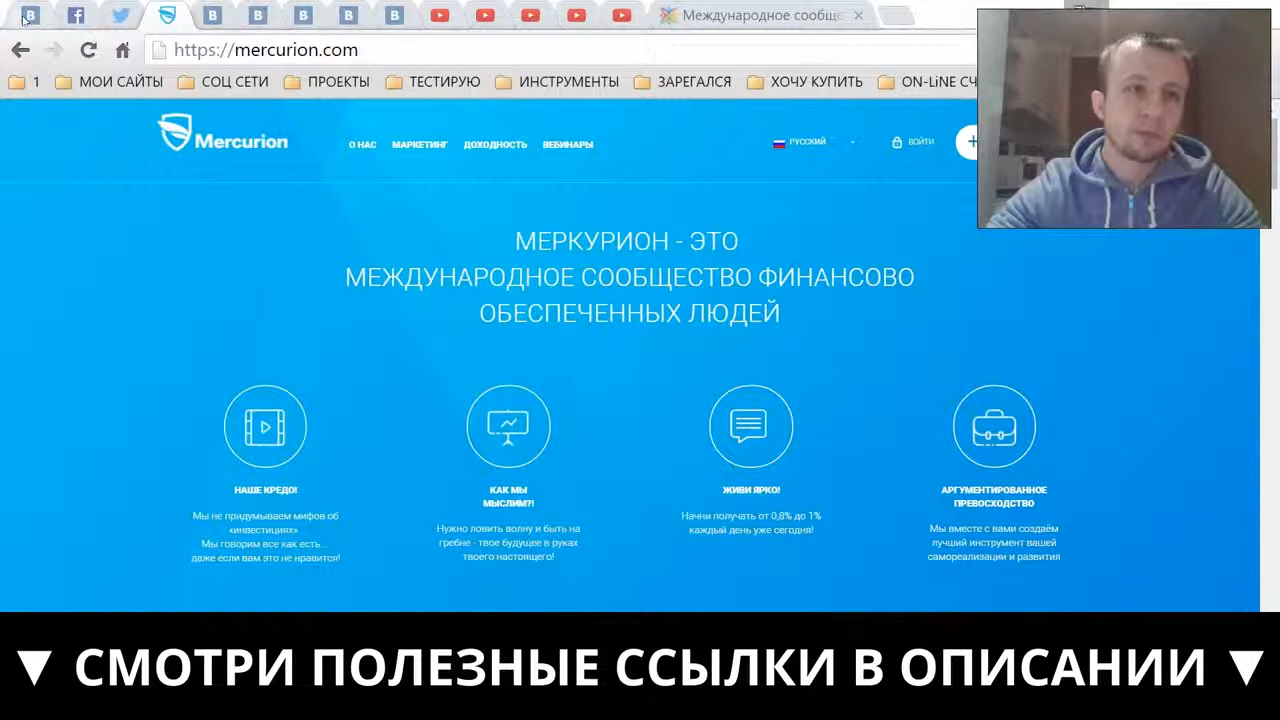 Международное сообще
https://mercurion.com
1 МОИ САЙТЫ СОЦ СЕТИ ПРОЕКТЫ ТЕСТИРУЮ ИНСТРУМЕНТЫ ЗАРЕГАЛСЯ ХОЧУ КУПИТЬ ON-LiNE СЧ
Mercurion О НАС МАРКЕТИНГ ДОХОДНОСТЬ ВЕБИНАРЫ РУССКИЙ ВОЙТИ
МЕРКУРИОН - ЭТО
МЕЖДУНАРОДНОЕ СООБЩЕСТВО ФИНАНСОВО
ОБЕСПЕЧЕННЫХ ЛЮДЕЙ
НАШЕ КРЕДО!
Мы не придумываем мифов об
«инвестициях»
Мы говорим все как есть...
даже если вам это не нравится!
КАК МЫ
МЫСЛИМ?!
Нужно ловить волну и быть на
гребне - твое будущее в руках
твоего настоящего!
ЖИВИ ЯРКО!
Начни получать от 0,8% до 1%
каждый день уже сегодня!
АРГУМЕНТИРОВАННОЕ
ПРЕВОСХОДСТВО
Мы вместе с вами создаём
лучший инструмент вашей
самореализации и развития
▼ СМОТРИ ПОЛЕЗНЫЕ ССЫЛКИ В ОПИСАНИИ ▼